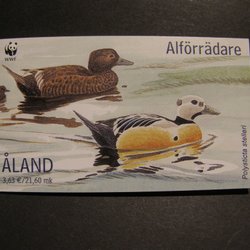 WWF
Alförrädare
ÅLAND
3,63 €/21,60 mk
Polysticta stelleri